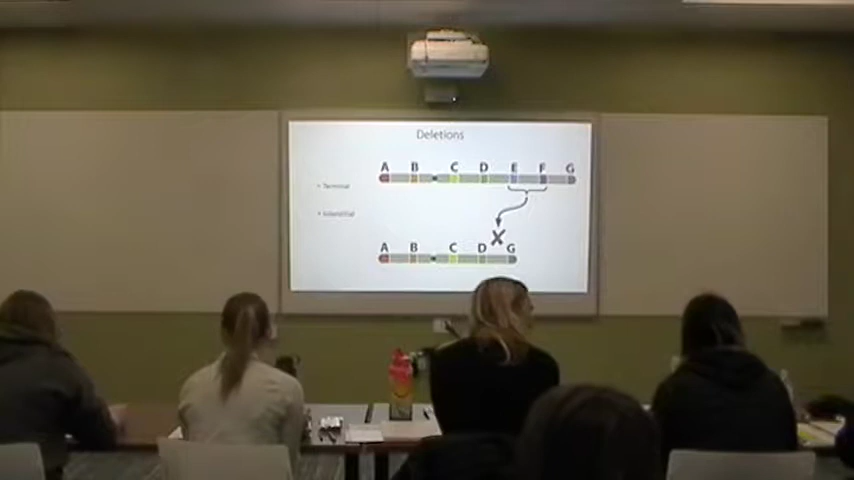 Deletions
A B C D E F G
• Terminal
• Interstitial
X
A B C D G